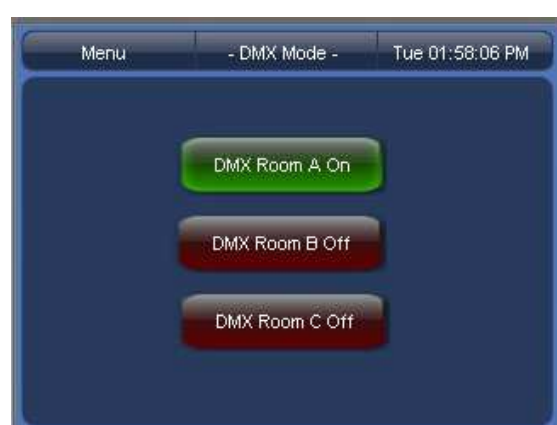 Menu - DMX Mode - Tue 01:58:06 PM
DMX Room A On
DMX Room B Off
DMX Room C Off